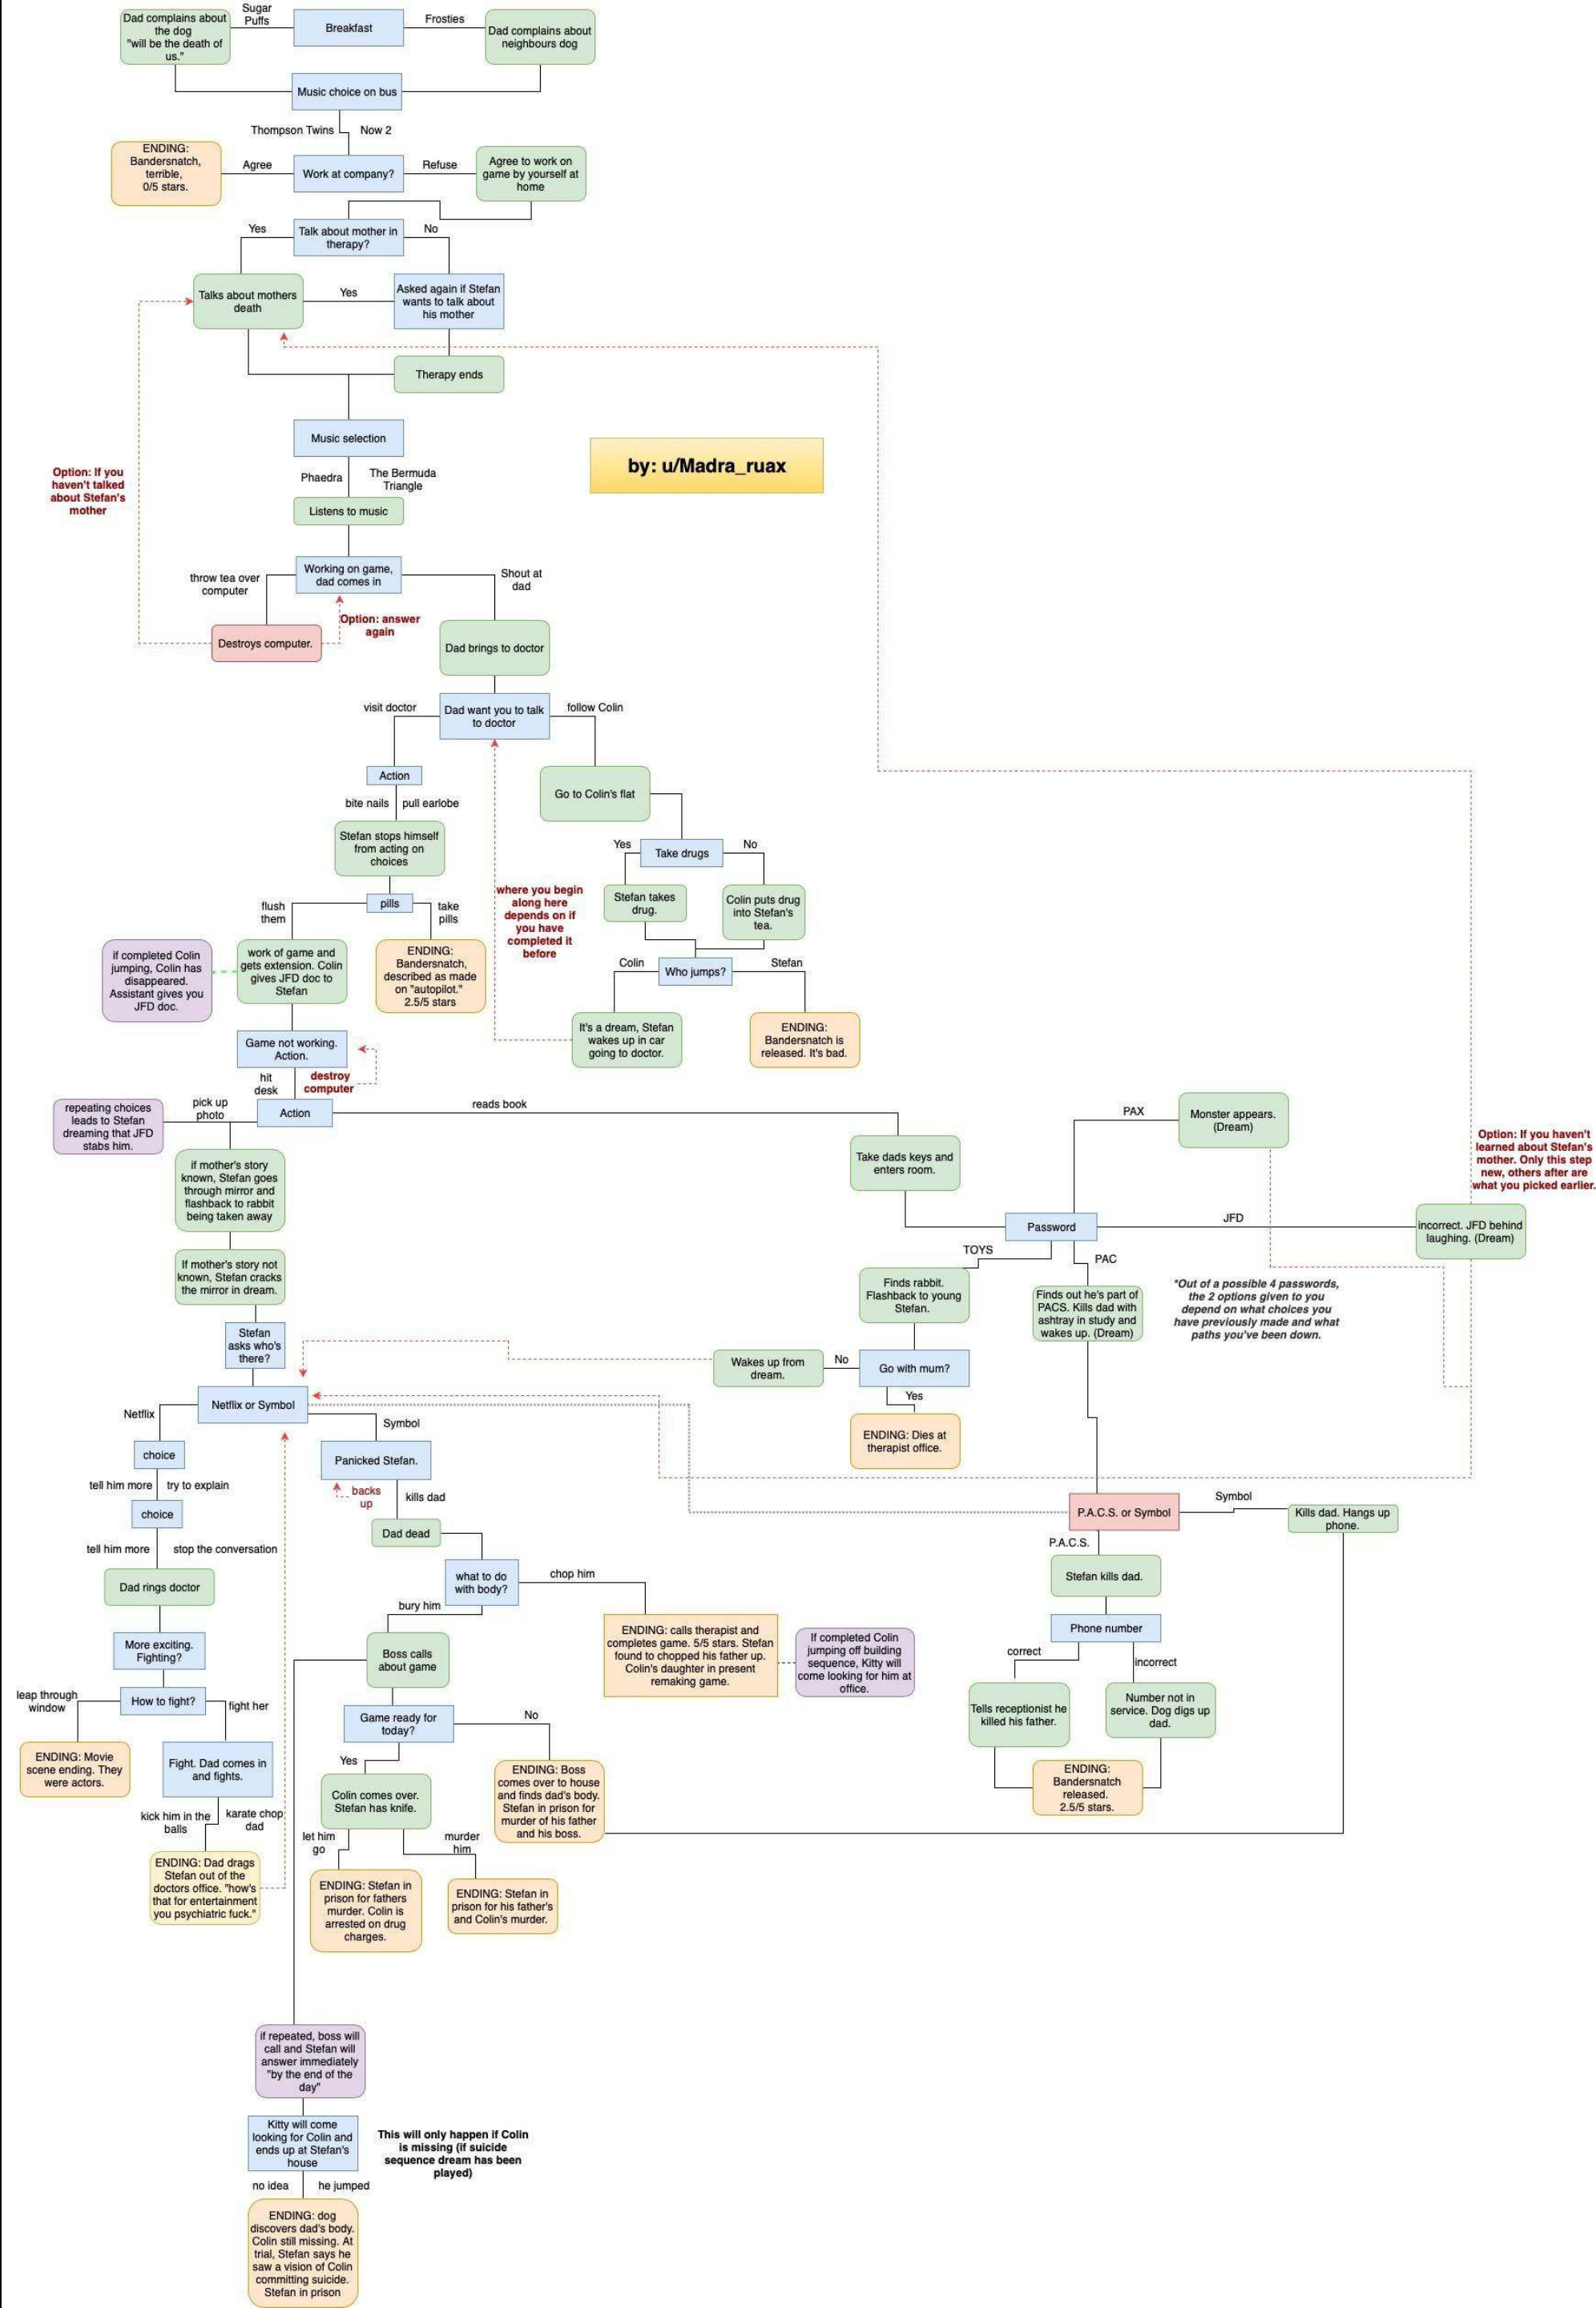 Sugar
Puffs
Frosties
Dad complains about
the dog
"will be the death of
us."
Breakfast
Dad complains about
neighbours dog
Music choice on bus
Thompson Twins
Now 2
ENDING:
Bandersnatch,
terrible,
0/5 stars.
Agree
Work at company?
Refuse
Agree to work on
game by yourself at
home
Yes
Talk about mother in
therapy?
No
Talks about mothers
death
Yes
Asked again if Stefan
wants to talk about
his mother
Therapy ends
Music selection
by: u/Madra_ruax
Option: If you
haven't talked
about Stefan's
mother
Phaedra
The Bermuda
Triangle
Listens to music
throw tea over
computer
Working on game,
dad comes in
Shout at
dad
Option: answer
again
Destroys computer.
Dad brings to doctor
visit doctor
Dad want you to talk
to doctor
follow Colin
Action
Go to Colin's flat
bite nails
pull earlobe
Stefan stops himself
from acting on
choices
Yes
Take drugs
No
flush
them
pills
take
pills
where you begin
along here
depends on if
you have
completed it
before
Stefan takes
drug.
Colin puts drug
into Stefan's
tea.
if completed Colin
jumping, Colin has
disappeared.
Assistant gives you
JFD doc.
work of game and
gets extension. Colin
gives JFD doc to
Stefan
ENDING:
Bandersnatch,
described as made
on "autopilot."
2.5/5 stars
Colin
Who jumps?
Stefan
It's a dream, Stefan
wakes up in car
going to doctor.
ENDING:
Bandersnatch is
released. It's bad.
Game not working.
Action.
hit
desk
destroy
computer
repeating choices
leads to Stefan
dreaming that JFD
stabs him.
pick up
photo
Action
reads book
PAX
Monster appears.
(Dream)
Option: If you haven't
learned about Stefan's
mother. Only this step
new, others after are
what you picked earlier.
if mother's story
known, Stefan goes
through mirror and
flashback to rabbit
being taken away
Take dads keys and
enters room.
Password
JFD
incorrect. JFD behind
laughing. (Dream)
If mother's story not
known, Stefan cracks
the mirror in dream.
TOYS
PAC
Finds rabbit.
Flashback to young
Stefan.
Finds out he's part of
PACS. Kills dad with
ashtray in study and
wakes up. (Dream)
*Out of a possible 4 passwords,
the 2 options given to you
depend on what choices you
have previously made and what
paths you've been down.
Stefan
asks who's
there?
Wakes up from
dream.
No
Go with mum?
Yes
Netflix or Symbol
Netflix
Symbol
ENDING: Dies at
therapist office.
choice
Panicked Stefan.
tell him more
try to explain
backs
up
kills dad
choice
P.A.C.S. or Symbol
Symbol
Kills dad. Hangs up
phone.
Dad dead
P.A.C.S.
tell him more
stop the conversation
Dad rings doctor
what to do
with body?
chop him
Stefan kills dad.
bury him
More exciting.
Fighting?
Boss calls
about game
ENDING: calls therapist and
completes game. 5/5 stars. Stefan
found to chopped his father up.
Colin's daughter in present
remaking game.
If completed Colin
jumping off building
sequence, Kitty will
come looking for him at
office.
Phone number
correct
incorrect
leap through
window
How to fight?
fight her
Game ready for
today?
No
Tells receptionist he
killed his father.
Number not in
service. Dog digs up
dad.
Yes
ENDING: Movie
scene ending. They
were actors.
Fight. Dad comes in
and fights.
Colin comes over.
Stefan has knife.
ENDING: Boss
comes over to house
and finds dad's body.
Stefan in prison for
murder of his father
and his boss.
ENDING:
Bandersnatch
released.
2.5/5 stars.
kick him in the
balls
karate chop
dad
let him
go
murder
him
ENDING: Dad drags
Stefan out of the
doctors office. "how's
that for entertainment
you psychiatric fuck."
ENDING: Stefan in
prison for fathers
murder. Colin is
arrested on drug
charges.
ENDING: Stefan in
prison for his father's
and Colin's murder.
if repeated, boss will
call and Stefan will
answer immediately
"by the end of the
day"
Kitty will come
looking for Colin and
ends up at Stefan's
house
This will only happen if Colin
is missing (if suicide
sequence dream has been
played)
no idea
he jumped
ENDING: dog
discovers dad's body.
Colin still missing. At
trial, Stefan says he
saw a vision of Colin
committing suicide.
Stefan in prison